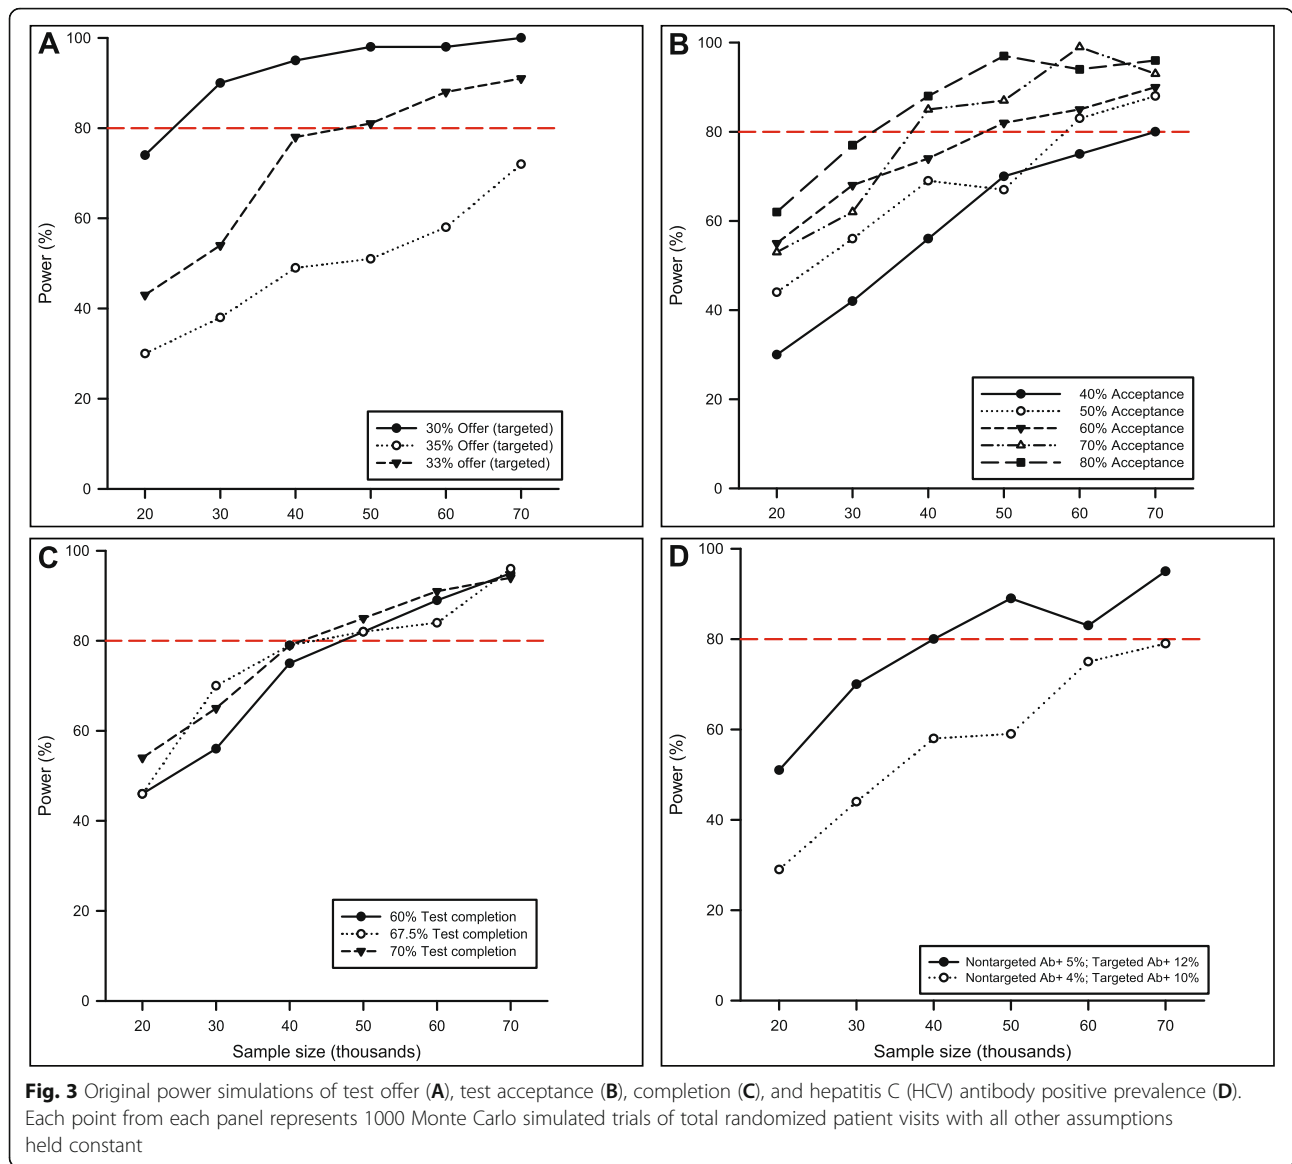 A
100
80
60
40
20
0
Power (%)
20 30 40 50 60 70
30% Offer (targeted)
35% Offer (targeted)
33% offer (targeted)
B
100
80
60
40
20
0
Power (%)
20 30 40 50 60 70
40% Acceptance
50% Acceptance
60% Acceptance
70% Acceptance
80% Acceptance
C
100
80
60
40
20
0
Power (%)
20 30 40 50 60 70
Sample size (thousands)
60% Test completion
67.5% Test completion
70% Test completion
D
100
80
60
40
20
0
Power (%)
20 30 40 50 60 70
Sample size (thousands)
Nontargeted Ab+ 5%; Targeted Ab+ 12%
Nontargeted Ab+ 4%; Targeted Ab+ 10%
Fig. 3 Original power simulations of test offer (A), test acceptance (B), completion (C), and hepatitis C (HCV) antibody positive prevalence (D).
Each point from each panel represents 1000 Monte Carlo simulated trials of total randomized patient visits with all other assumptions
held constant